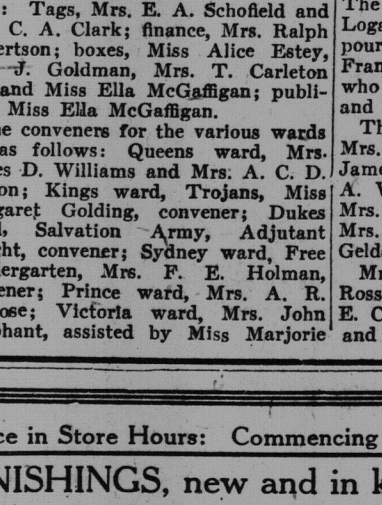 : Tags, Mrs. E. A. Schofield and
C. A. Clark; finance, Mrs. Ralph
ertson; boxes, Miss Alice Estey,
J. Goldman, Mrs. T. Carleton
and Miss Ella McGaffigan; publi-
Miss Ella McGaffigan.
e conveners for the various wards
as follows: Queens ward, Mrs.
es D. Williams and Mrs. A. C. D.
on; Kings ward, Trojans, Miss
garet Golding, convener; Dukes
, Salvation Army, Adjutant
ght, convener; Sydney ward, Free
ergarten, Mrs. F. E. Holman,
ener; Prince ward, Mrs. A. R.
ose; Victoria ward, Mrs. John
phant, assisted by Miss Marjorie
The
Loga
pour
Fran
who
and
Th
Mrs.
Jame
A. V
Mrs.
Mrs.
Geld
Mr
Ross
E. C
and
ce in Store Hours: Commencing
NISHINGS, new and in k